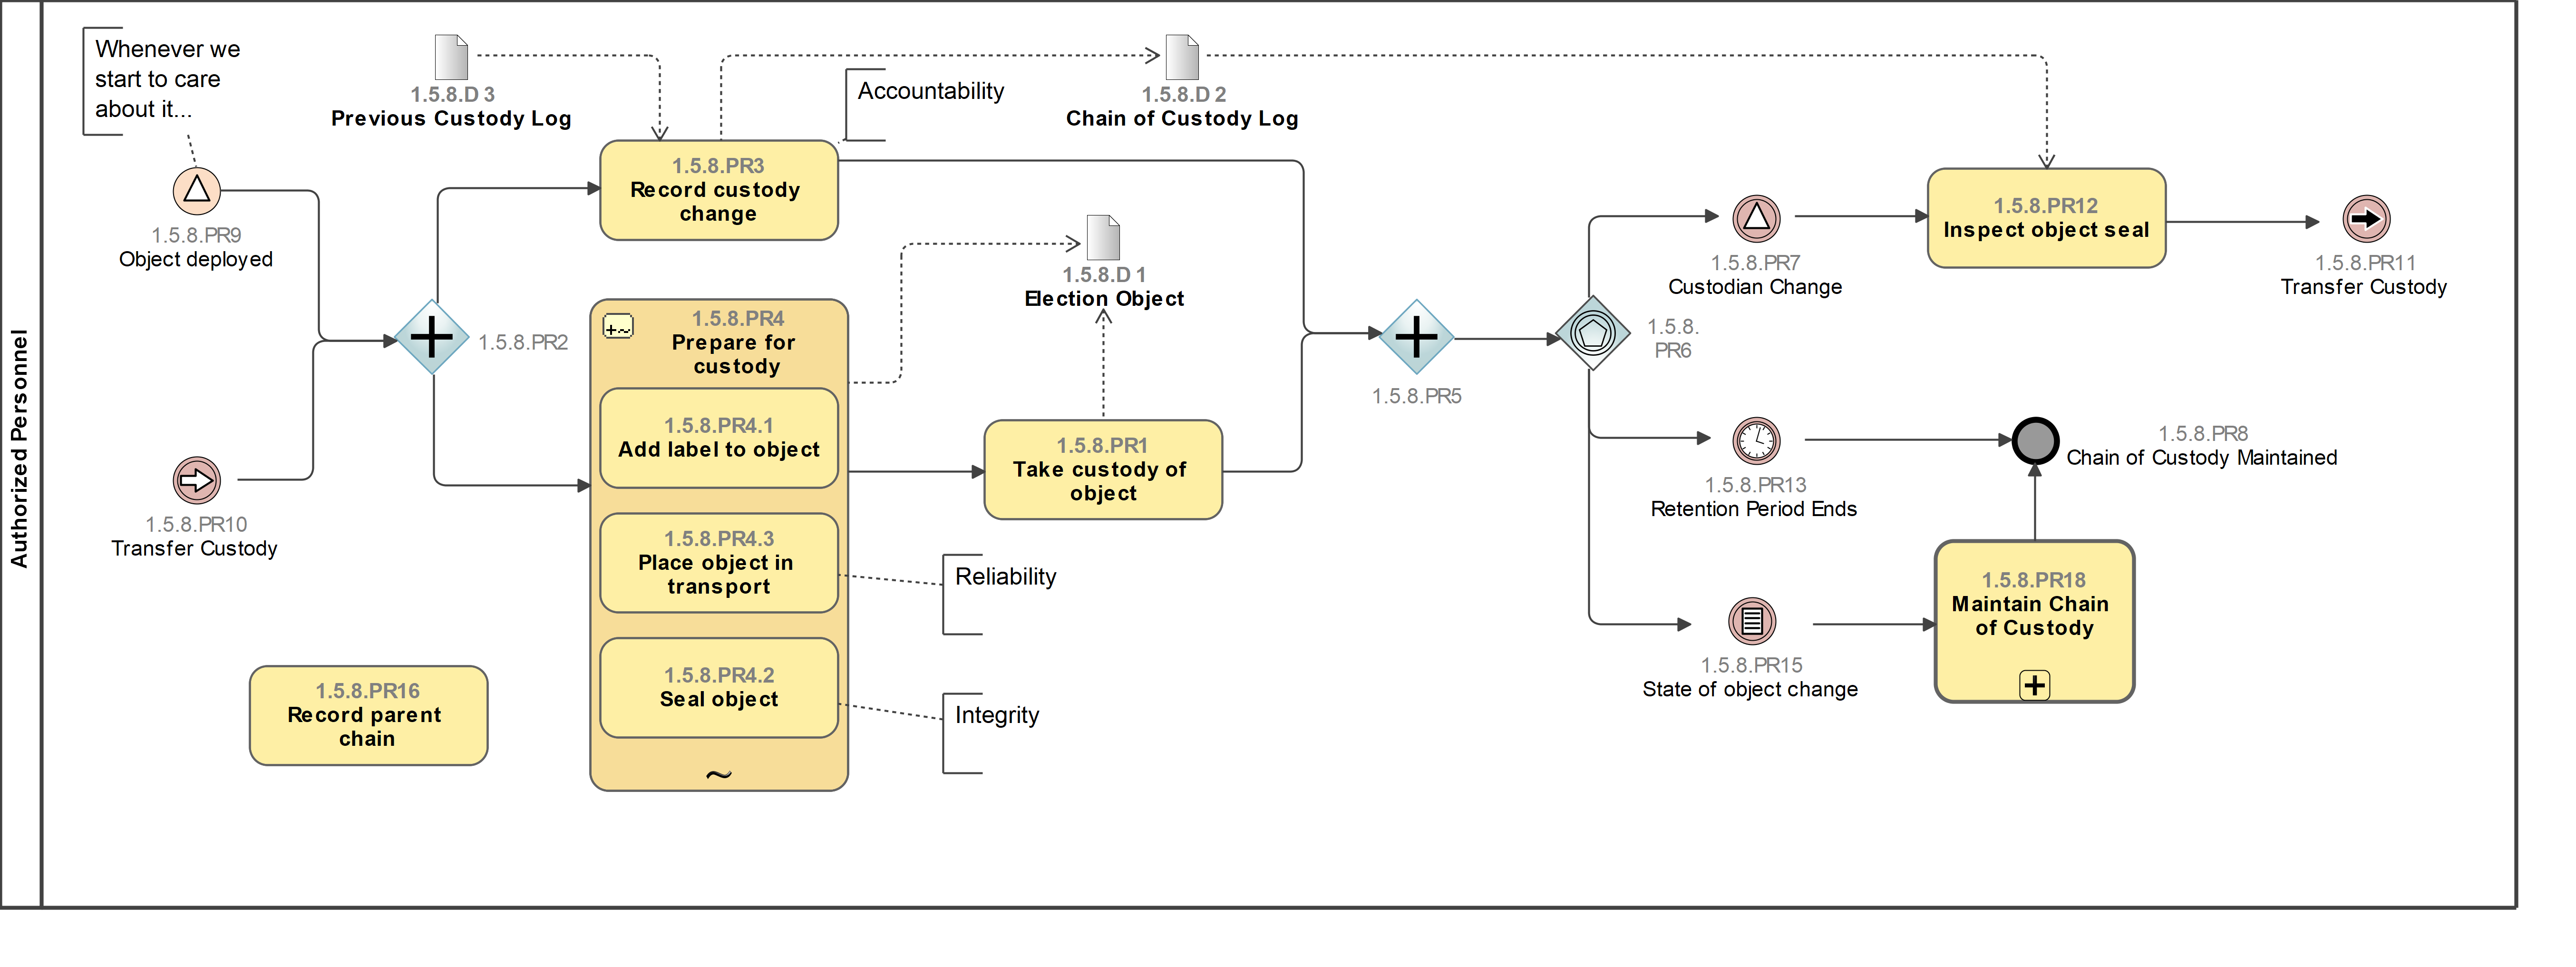 Authorized Personnel
Whenever we
start to care
about it...
1.5.8.D 3
Previous Custody Log
Accountability
1.5.8.D 2
Chain of Custody Log
1.5.8.PR9
Object deployed
1.5.8.PR3
Record custody
change
1.5.8.D 1
Election Object
1.5.8.PR2
1.5.8.PR4
Prepare for
custody
1.5.8.PR4.1
Add label to object
1.5.8.PR4.3
Place object in
transport
1.5.8.PR4.2
Seal object
1.5.8.PR1
Take custody of
object
Reliability
Integrity
1.5.8.PR10
Transfer Custody
1.5.8.PR16
Record parent
chain
1.5.8.PR5
1.5.8.
PR6
1.5.8.PR7
Custodian Change
1.5.8.PR12
Inspect object seal
1.5.8.PR11
Transfer Custody
1.5.8.PR13
Retention Period Ends
1.5.8.PR8
Chain of Custody Maintained
1.5.8.PR15
State of object change
1.5.8.PR18
Maintain Chain
of Custody